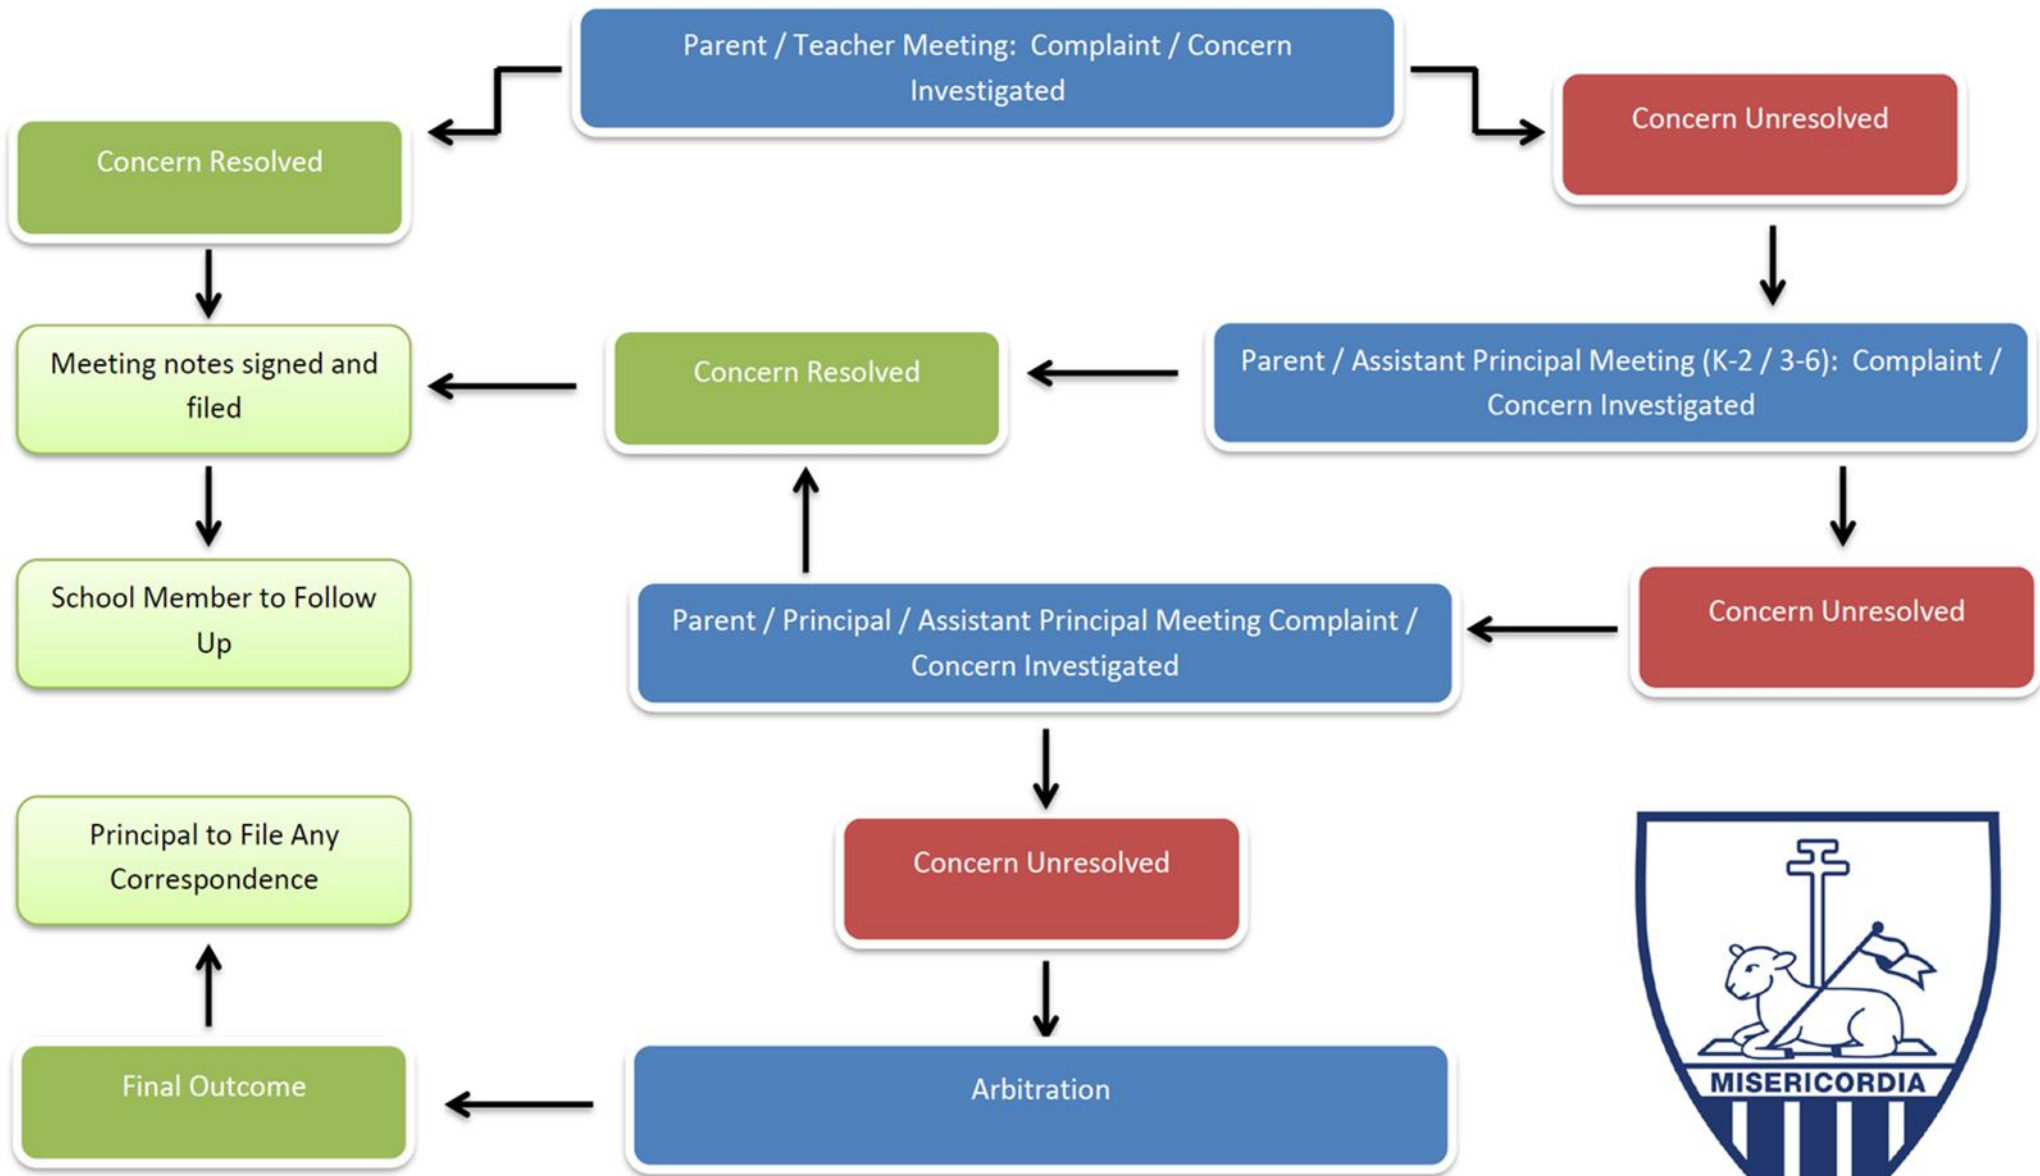 Parent / Teacher Meeting:  Complaint / Concern
Investigated
Concern Resolved
Concern Unresolved
Meeting notes signed and
filed
Concern Resolved
Parent / Assistant Principal Meeting (K-2 / 3-6):  Complaint /
Concern Investigated
School Member to Follow
Up
Parent / Principal / Assistant Principal Meeting Complaint /
Concern Investigated
Concern Unresolved
Principal to File Any
Correspondence
Concern Unresolved
Final Outcome
Arbitration
MISERICORDIA